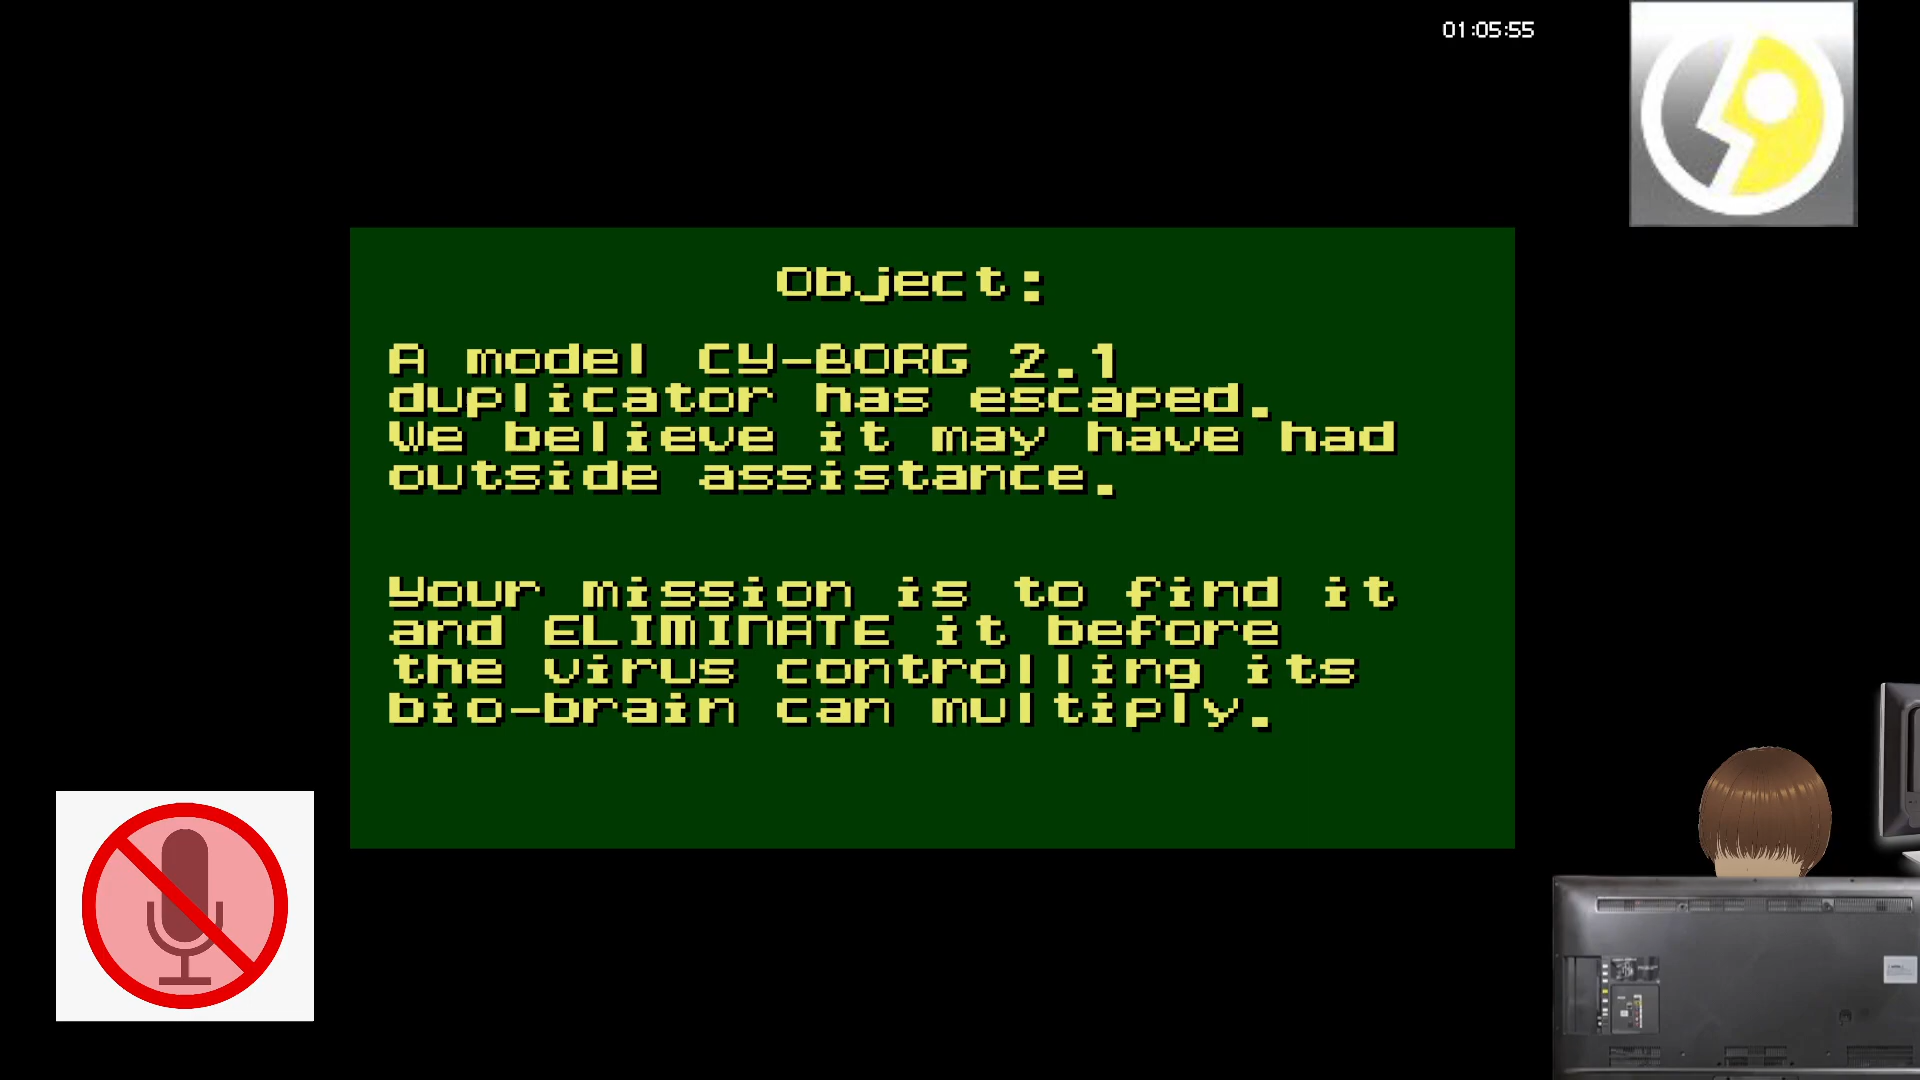 01:05:55
Object:
A model CY-BORG 2.1
duplicator has escaped.
We believe it may have had
outside assistance.
Your mission is to find it
and ELIMINATE it before
the virus controlling its
bio-brain can multiply.